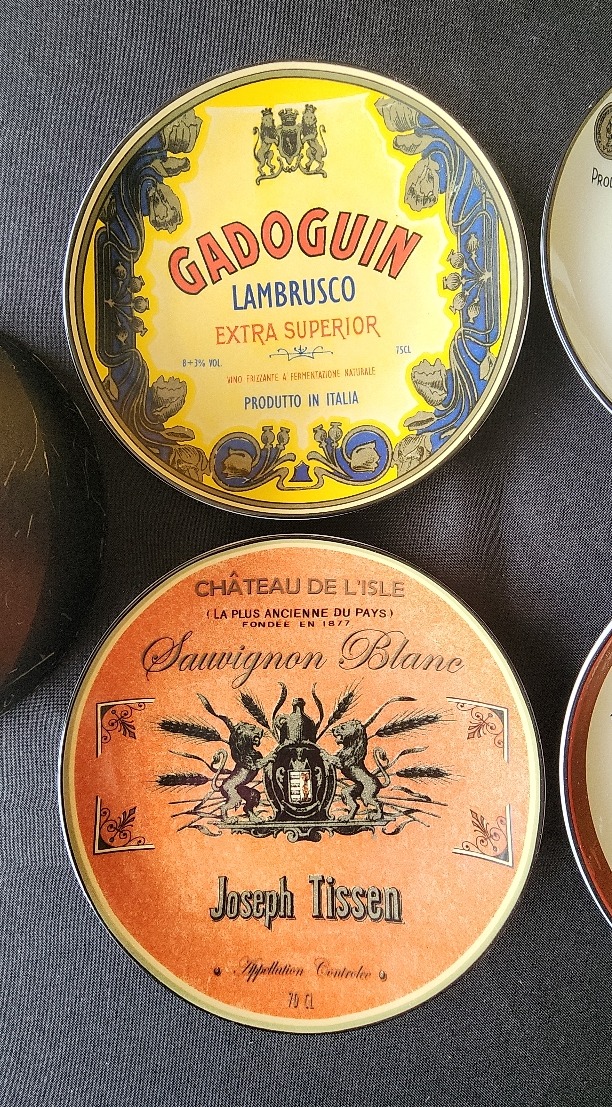 GADOGUIN
LAMBRUSCO
EXTRA SUPERIOR
8+3% VOL.
75CL
VINO FRIZZANTE A FERMENTAZIONE NATURALE
PRODUTTO IN ITALIA
CHÂTEAU DE L'ISLE
(LA PLUS ANCIENNE DU PAYS)
FONDÉE EN 1877
Sauvignon Blanc
Joseph Tissen
Appellation Controlee
70 CL